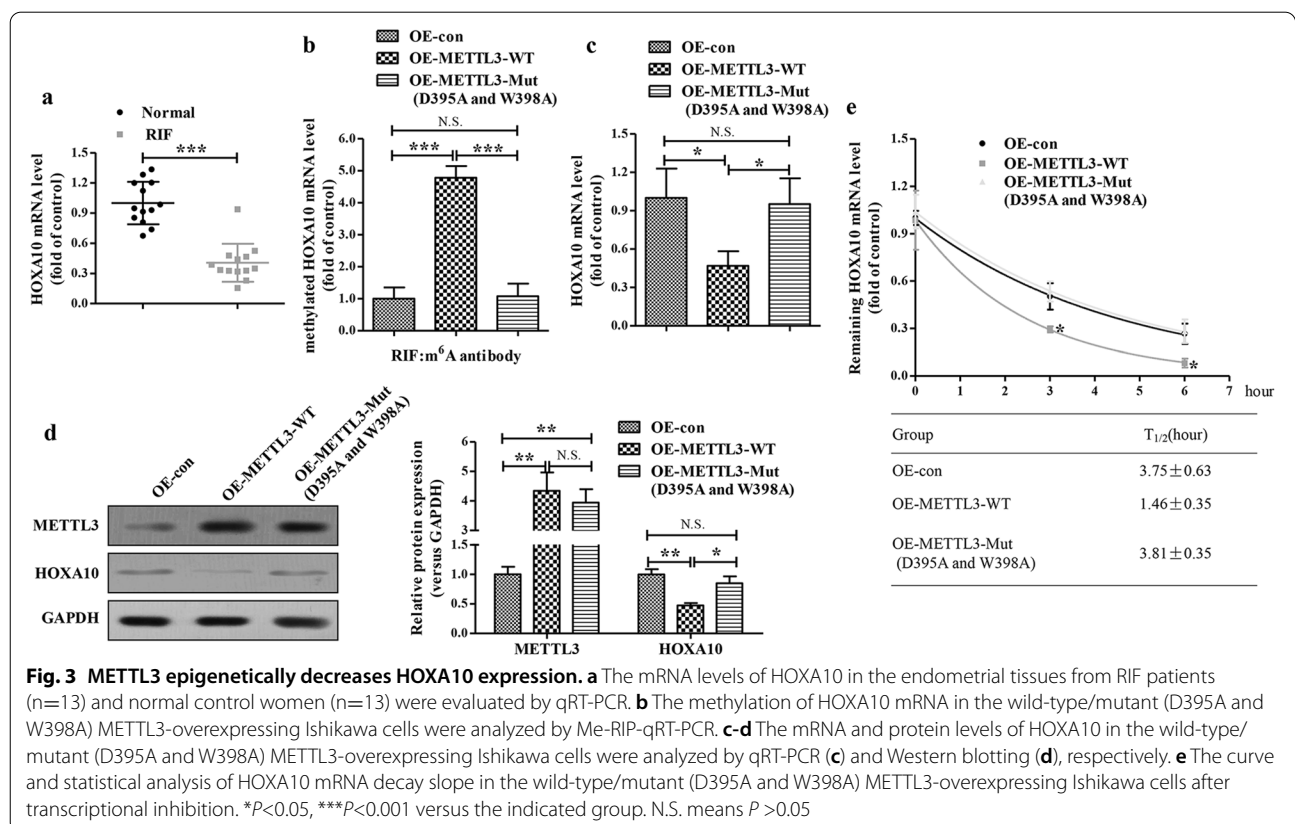 a
Normal
RIF
***
HOXA10 mRNA level
(fold of control)
1.5
1.2
0.9
0.6
0.3
0.0
b
OE-con
OE-METTL3-WT
OE-METTL3-Mut
(D395A and W398A)
N.S.
***
***
methylated HOXA10 mRNA level
(fold of control)
6.0
5.0
4.0
3.0
2.0
1.0
0.0
RIF:m⁶A antibody
c
OE-con
OE-METTL3-WT
OE-METTL3-Mut
(D395A and W398A)
N.S.
*
*
HOXA10 mRNA level
(fold of control)
1.5
1.2
0.9
0.6
0.3
0.0
e
OE-con
OE-METTL3-WT
OE-METTL3-Mut
(D395A and W398A)
Remaining HOXA10 mRNA level
(fold of control)
1.5
1.2
0.9
0.6
0.3
0.0
*
*
0 1 2 3 4 5 6 7 hour
Group T₁/₂(hour)
OE-con 3.75±0.63
OE-METTL3-WT 1.46±0.35
OE-METTL3-Mut
(D395A and W398A) 3.81±0.35
d
OE-con
OE-METTL3-WT
OE-METTL3-Mut
(D395A and W398A)
METTL3
HOXA10
GAPDH
Relative protein expression
(versus GAPDH)
6
4
2
1.0
0.5
0.0
**
** N.S.
OE-con
OE-METTL3-WT
OE-METTL3-Mut
(D395A and W398A)
N.S.
** *
METTL3 HOXA10
Fig. 3 METTL3 epigenetically decreases HOXA10 expression. a The mRNA levels of HOXA10 in the endometrial tissues from RIF patients
(n=13) and normal control women (n=13) were evaluated by qRT-PCR. b The methylation of HOXA10 mRNA in the wild-type/mutant (D395A and
W398A) METTL3-overexpressing Ishikawa cells were analyzed by Me-RIP-qRT-PCR. c-d The mRNA and protein levels of HOXA10 in the wild-type/
mutant (D395A and W398A) METTL3-overexpressing Ishikawa cells were analyzed by qRT-PCR (c) and Western blotting (d), respectively. e The curve
and statistical analysis of HOXA10 mRNA decay slope in the wild-type/mutant (D395A and W398A) METTL3-overexpressing Ishikawa cells after
transcriptional inhibition. *P<0.05, ***P<0.001 versus the indicated group. N.S. means P >0.05